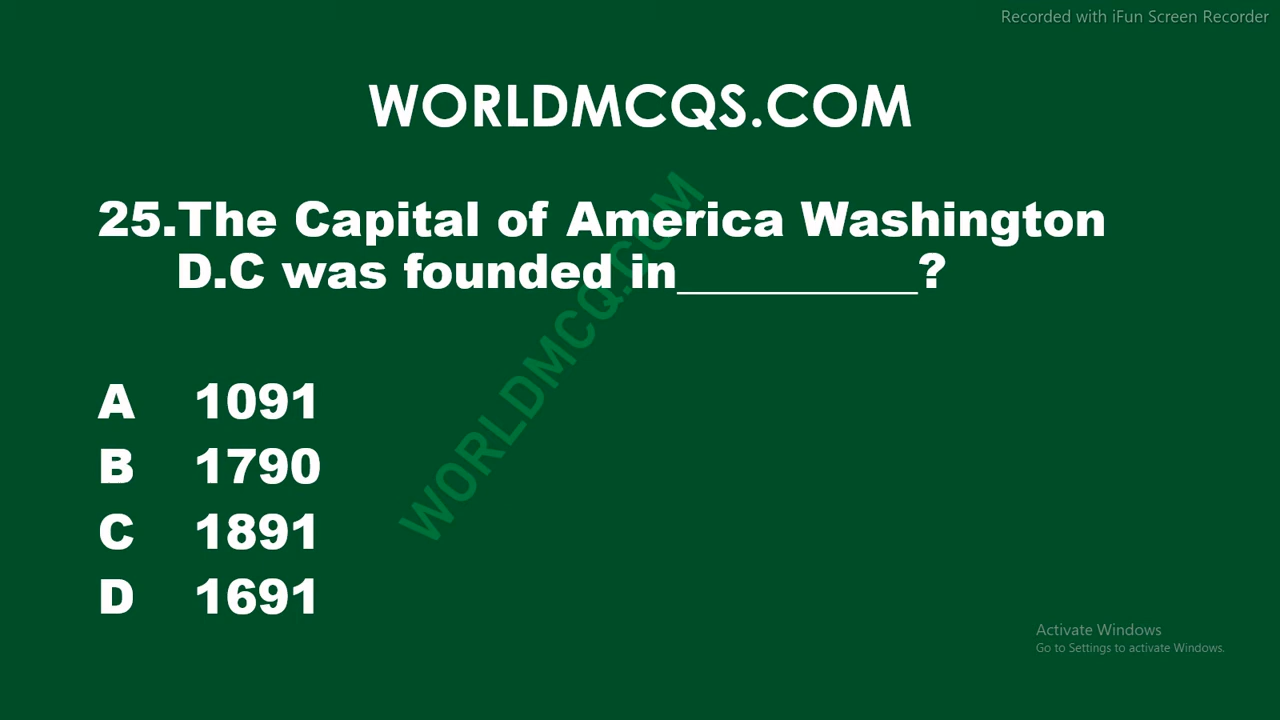 Recorded with iFun Screen Recorder
WORLDMCQS.COM
25.The Capital of America Washington
D.C was founded in__________?
WORLDMCQ.COM
A 1091
B 1790
C 1891
D 1691
Activate Windows
Go to Settings to activate Windows.